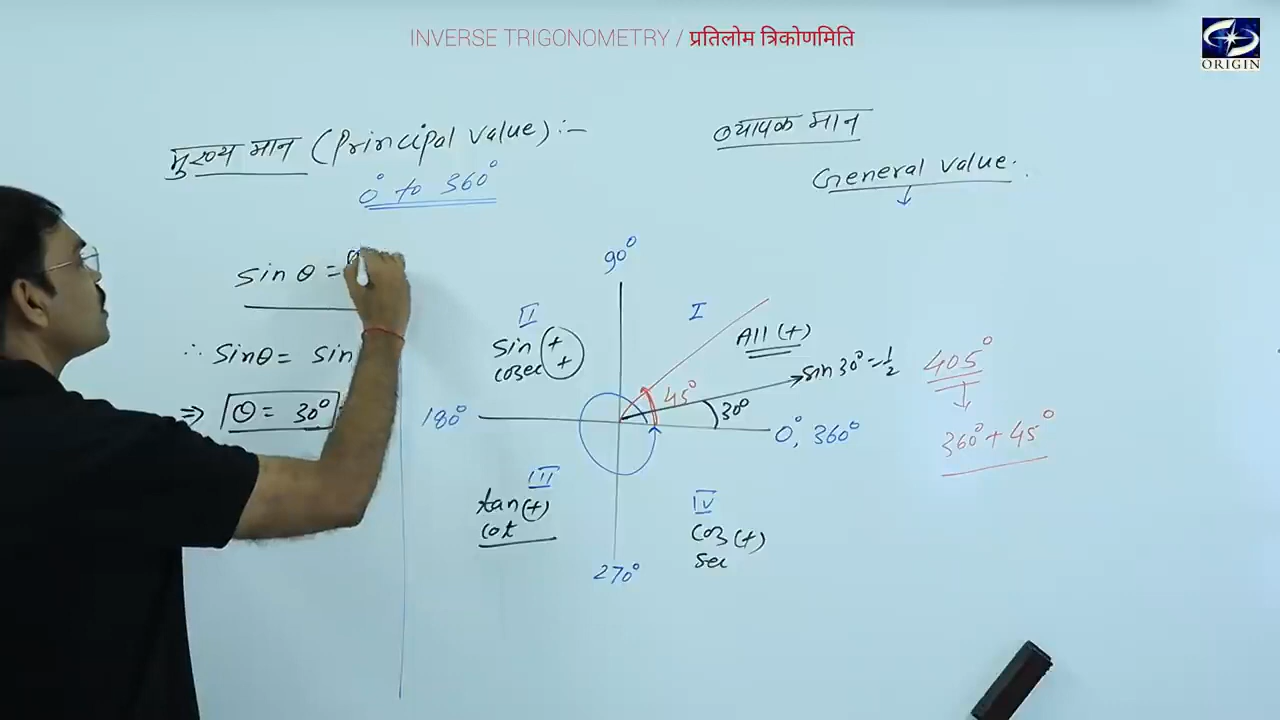 INVERSE TRIGONOMETRY / प्रतिलोम त्रिकोणमिति
ORIGIN
मुख्य मान (Principal value) :-
0° to 360°
व्यापक मान
General value.
sin θ =
∴ sinθ = sin
⇒ θ = 30°
90°
II
sin +
cosec +
I
All (+)
sin 30° = 1/2
45°
30°
180°
0°, 360°
III
tan (+)
cot
IV
cos (+)
sec
270°
405°
360° + 45°